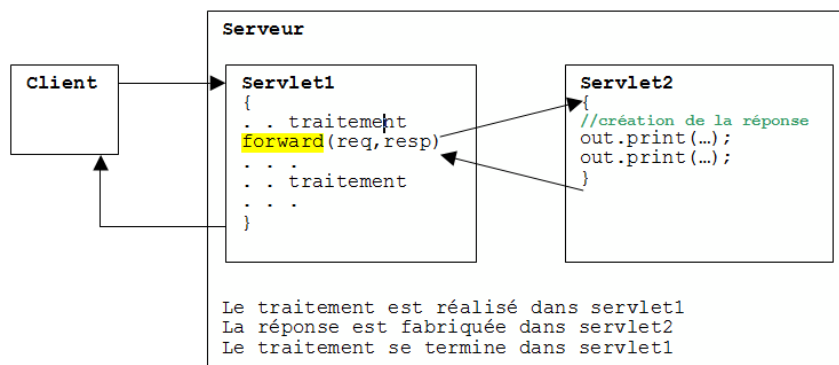 Serveur
Client
Servlet1
{
. . traitement
forward(req,resp)
. . .
. . traitement
. . .
}
Servlet2
{
//création de la réponse
out.print(…);
out.print(…);
}
Le traitement est réalisé dans servlet1
La réponse est fabriquée dans servlet2
Le traitement se termine dans servlet1